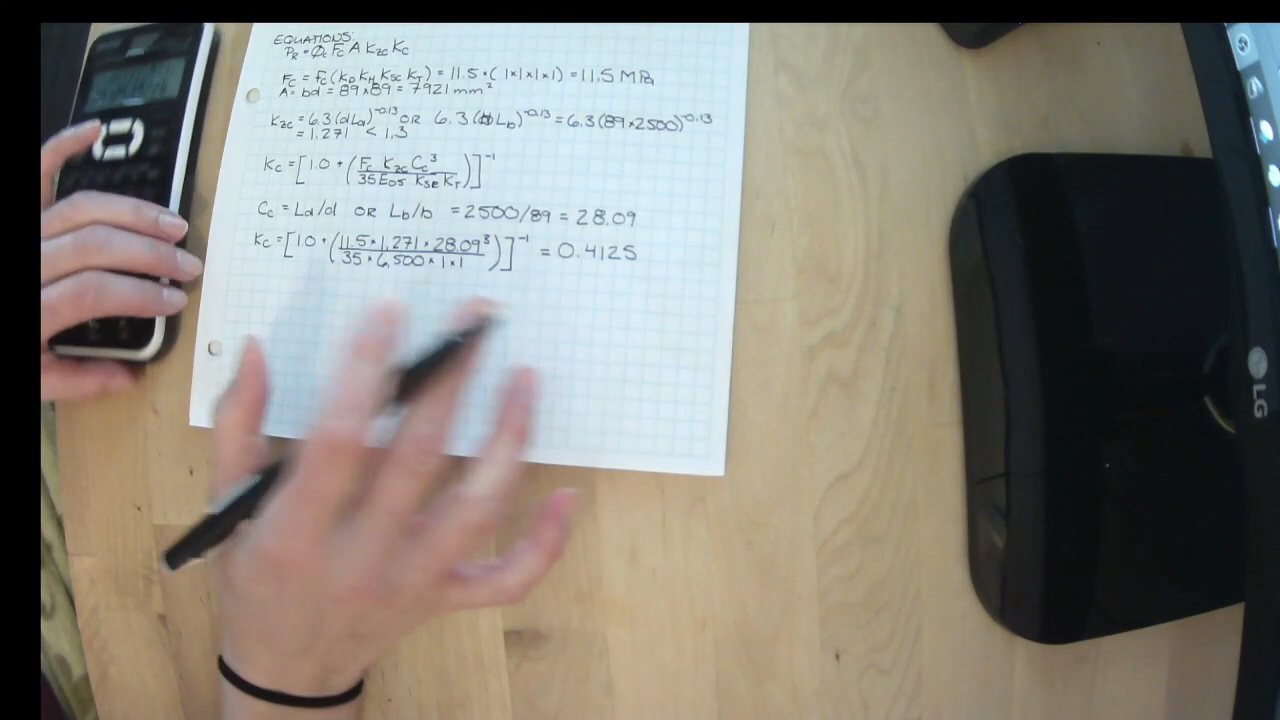 EQUATIONS:
PR = ϕc Fc A Kzc Kc
Fc = fc (KD KH KSC KT) = 11.5 × (1×1×1×1) = 11.5 MPa
A = bd = 89×89 = 7921 mm²
Kzc = 6.3 (dLd)^-0.13 OR 6.3 (bLb)^-0.13 = 6.3 (89×2500)^-0.13
= 1.271 < 1.3
Kc = [1.0 + (Fc Kzc Cc³ / 35 E05 KSE KT)]^-1
Cc = Ld/d OR Lb/b = 2500/89 = 28.09
Kc = [1.0 + (11.5 × 1.271 × 28.09³ / 35 × 6,500 × 1 × 1)]^-1 = 0.4125
LG